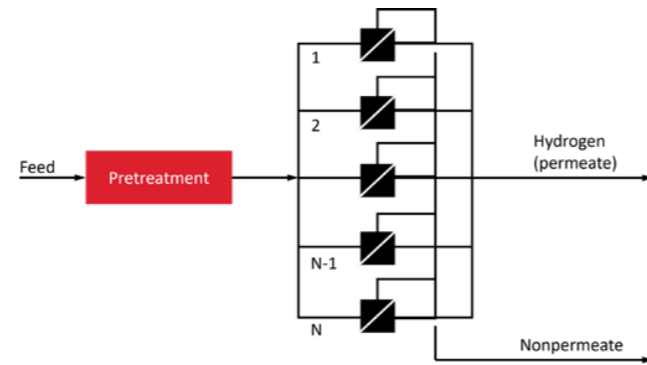 1
2
Hydrogen
(permeate)
Feed
Pretreatment
N-1
N
Nonpermeate